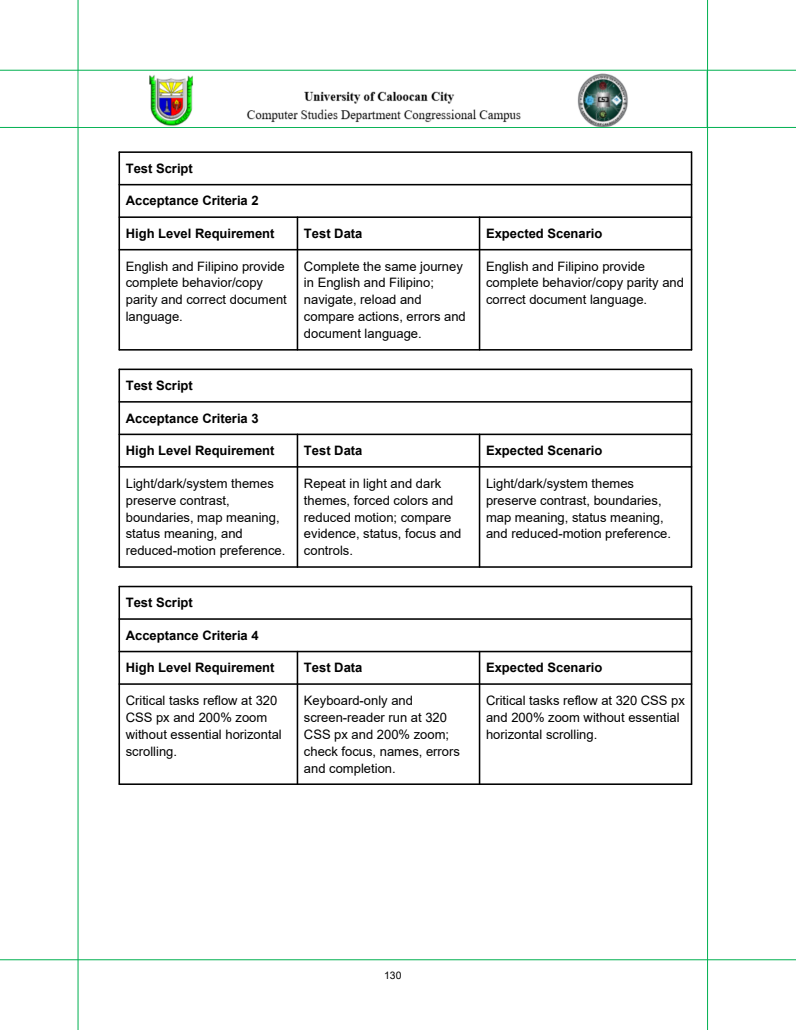 University of Caloocan City
Computer Studies Department Congressional Campus
Test Script
Acceptance Criteria 2
High Level Requirement
Test Data
Expected Scenario
English and Filipino provide
complete behavior/copy
parity and correct document
language.
Complete the same journey
in English and Filipino;
navigate, reload and
compare actions, errors and
document language.
English and Filipino provide
complete behavior/copy parity and
correct document language.
Test Script
Acceptance Criteria 3
High Level Requirement
Test Data
Expected Scenario
Light/dark/system themes
preserve contrast,
boundaries, map meaning,
status meaning, and
reduced-motion preference.
Repeat in light and dark
themes, forced colors and
reduced motion; compare
evidence, status, focus and
controls.
Light/dark/system themes
preserve contrast, boundaries,
map meaning, status meaning,
and reduced-motion preference.
Test Script
Acceptance Criteria 4
High Level Requirement
Test Data
Expected Scenario
Critical tasks reflow at 320
CSS px and 200% zoom
without essential horizontal
scrolling.
Keyboard-only and
screen-reader run at 320
CSS px and 200% zoom;
check focus, names, errors
and completion.
Critical tasks reflow at 320 CSS px
and 200% zoom without essential
horizontal scrolling.
130